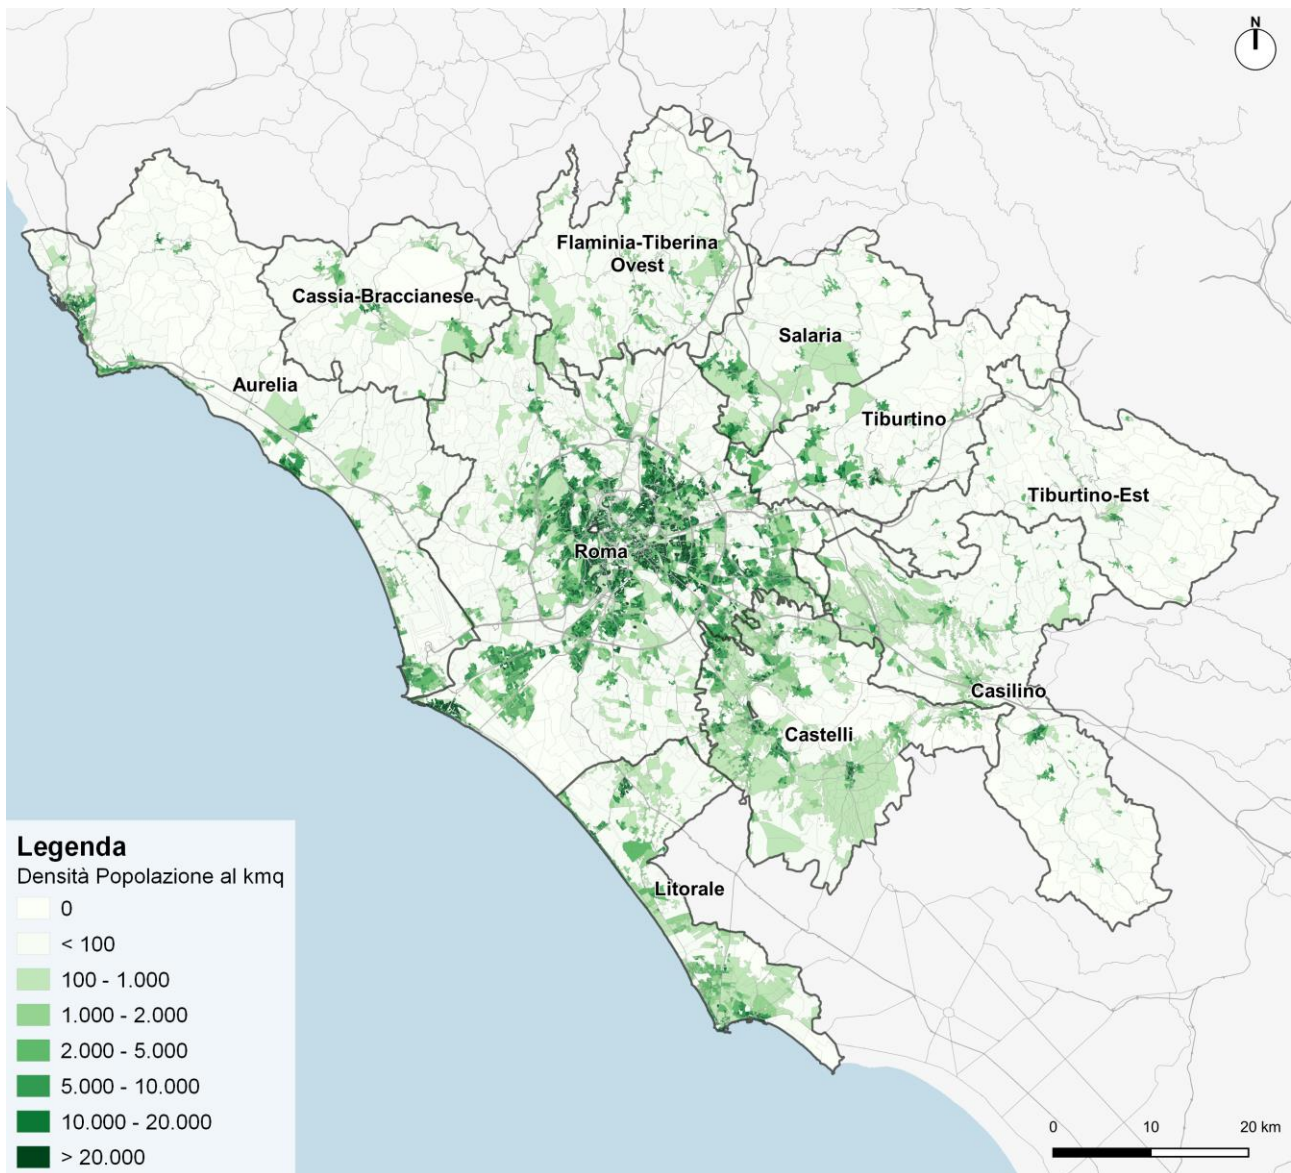 N
Flaminia-Tiberina
Ovest
Cassia-Braccianese
Salaria
Aurelia
Tiburtino
Tiburtino-Est
Roma
Casilino
Castelli
Litorale
Legenda
Densità Popolazione al kmq
0
< 100
100 - 1.000
1.000 - 2.000
2.000 - 5.000
5.000 - 10.000
10.000 - 20.000
> 20.000
0 10 20 km